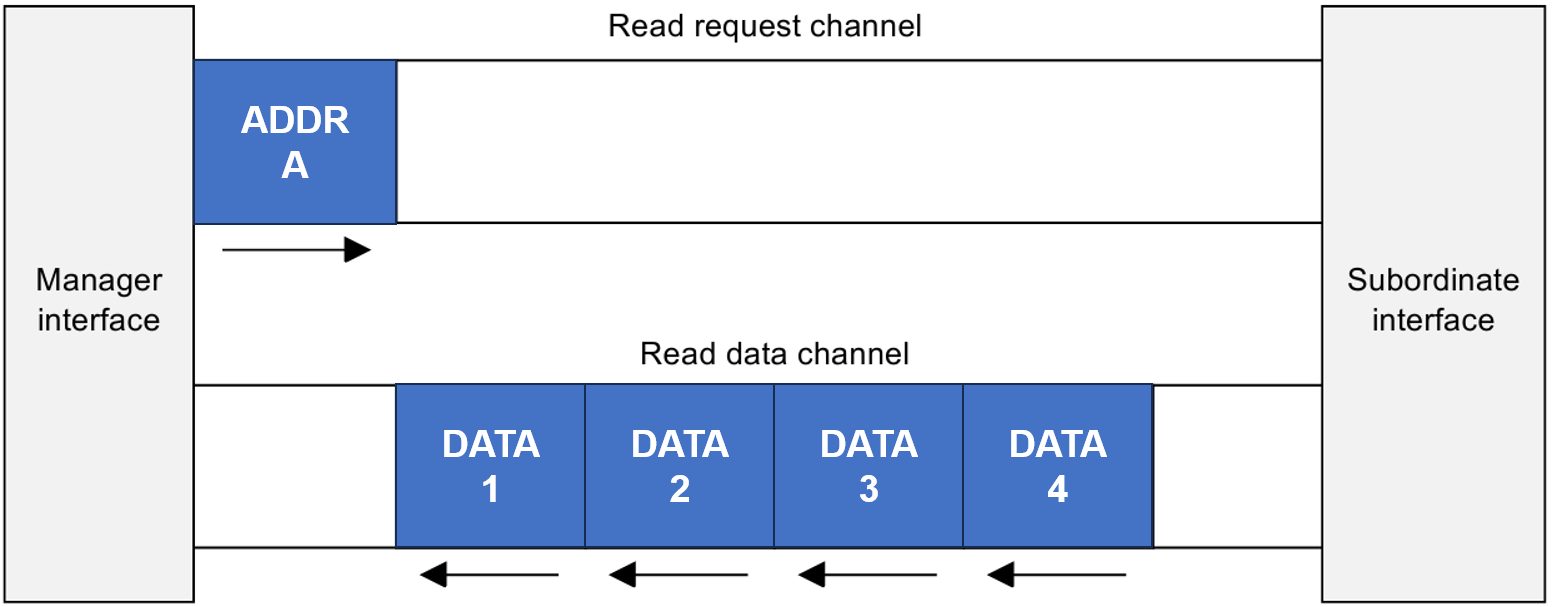 Read request channel
ADDR
A
Manager
interface
Subordinate
interface
Read data channel
DATA
1
DATA
2
DATA
3
DATA
4